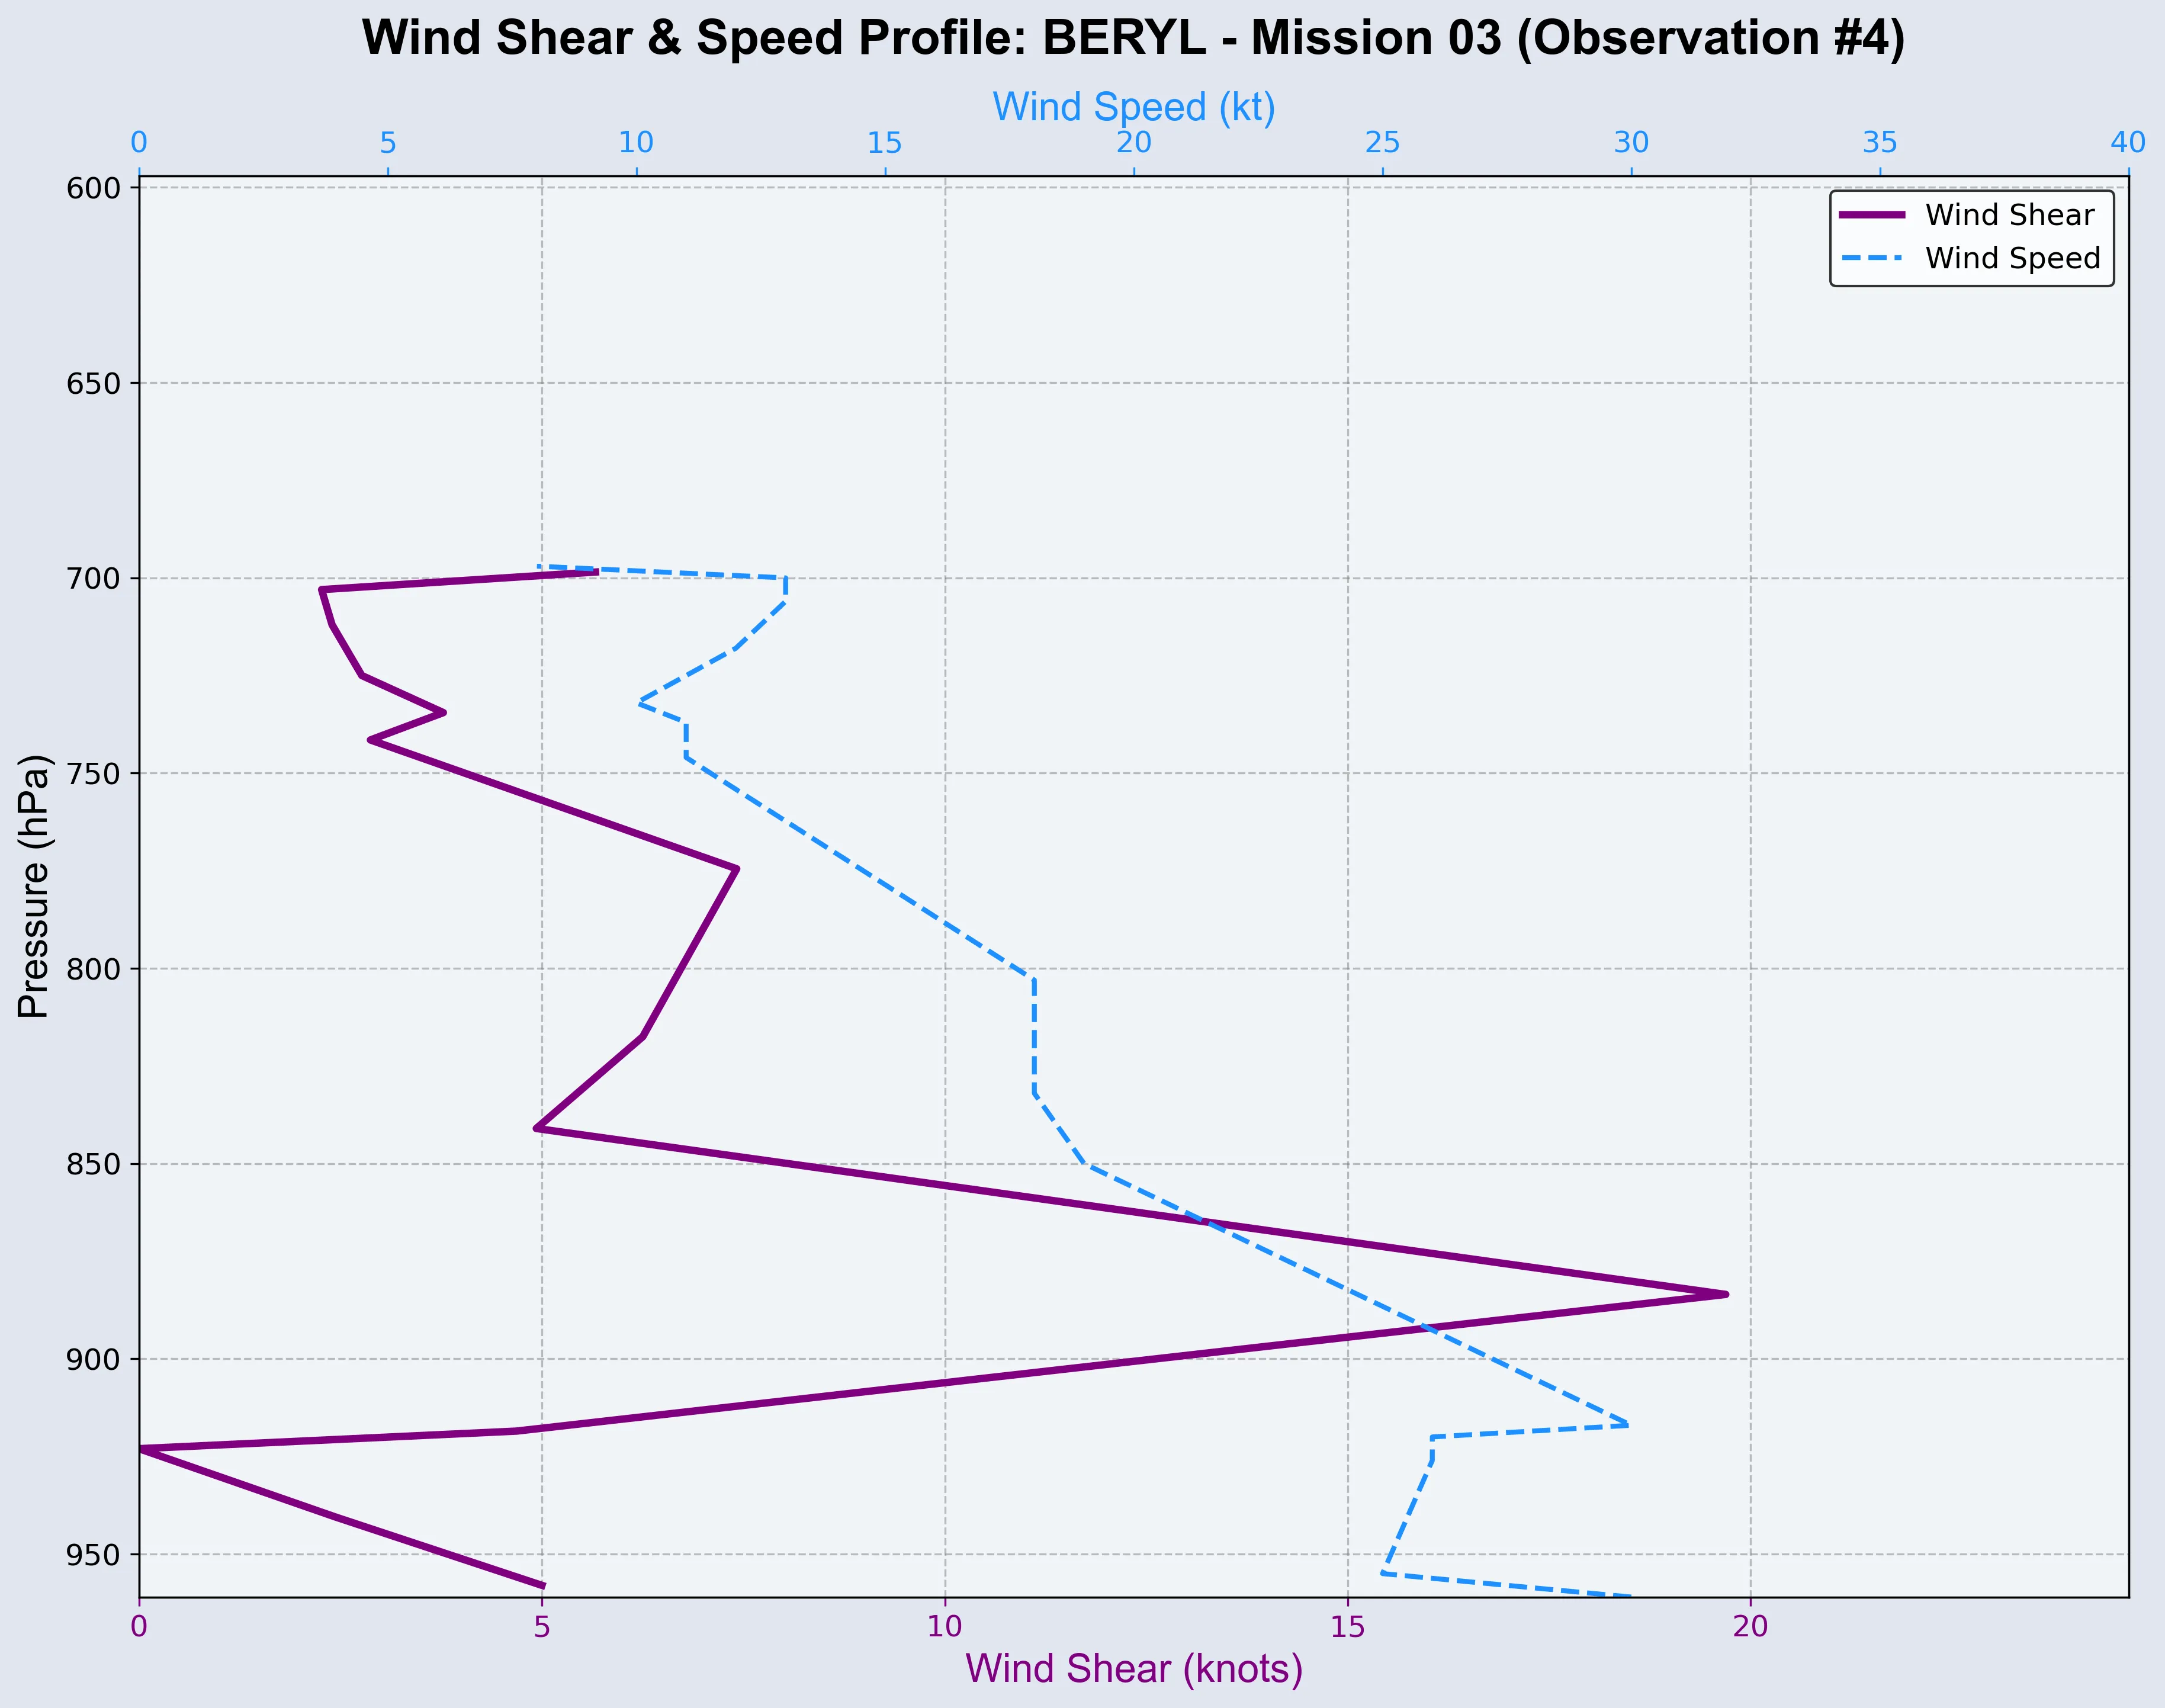 Wind Shear & Speed Profile: BERYL - Mission 03 (Observation #4)
Wind Speed (kt)
0 5 10 15 20 25 30 35 40
Wind Shear
Wind Speed
Pressure (hPa)
600
650
700
750
800
850
900
950
0 5 10 15 20
Wind Shear (knots)